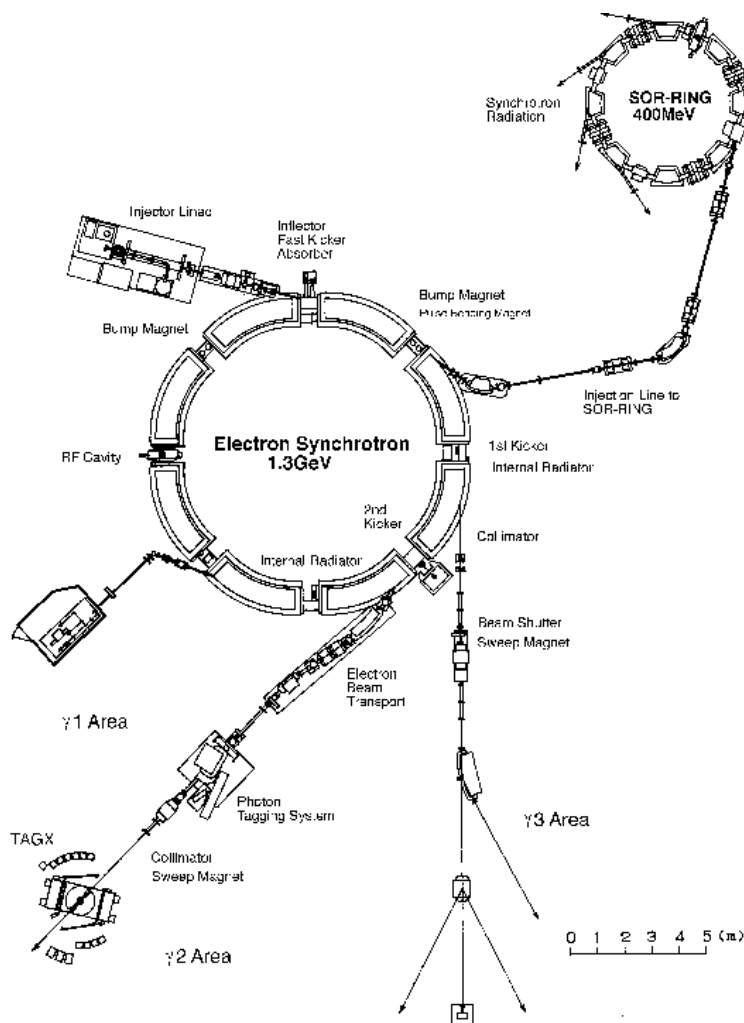 SOR-RING
400MeV
Synchrotron
Radiation
Injector Linac
Inflector
Fast Kicker
Absorber
Bump Magnet
Pulse Bending Magnet
Bump Magnet
Injection Line to
SOR-RING
Electron Synchrotron
1.3GeV
RF Cavity
1st Kicker
Internal Radiator
2nd
Kicker
Collimator
Internal Radiator
Beam Shutter
Sweep Magnet
Electron
Beam
Transport
γ1 Area
Photon
Tagging System
γ3 Area
TAGX
Collimator
Sweep Magnet
γ2 Area
0 1 2 3 4 5 (m)